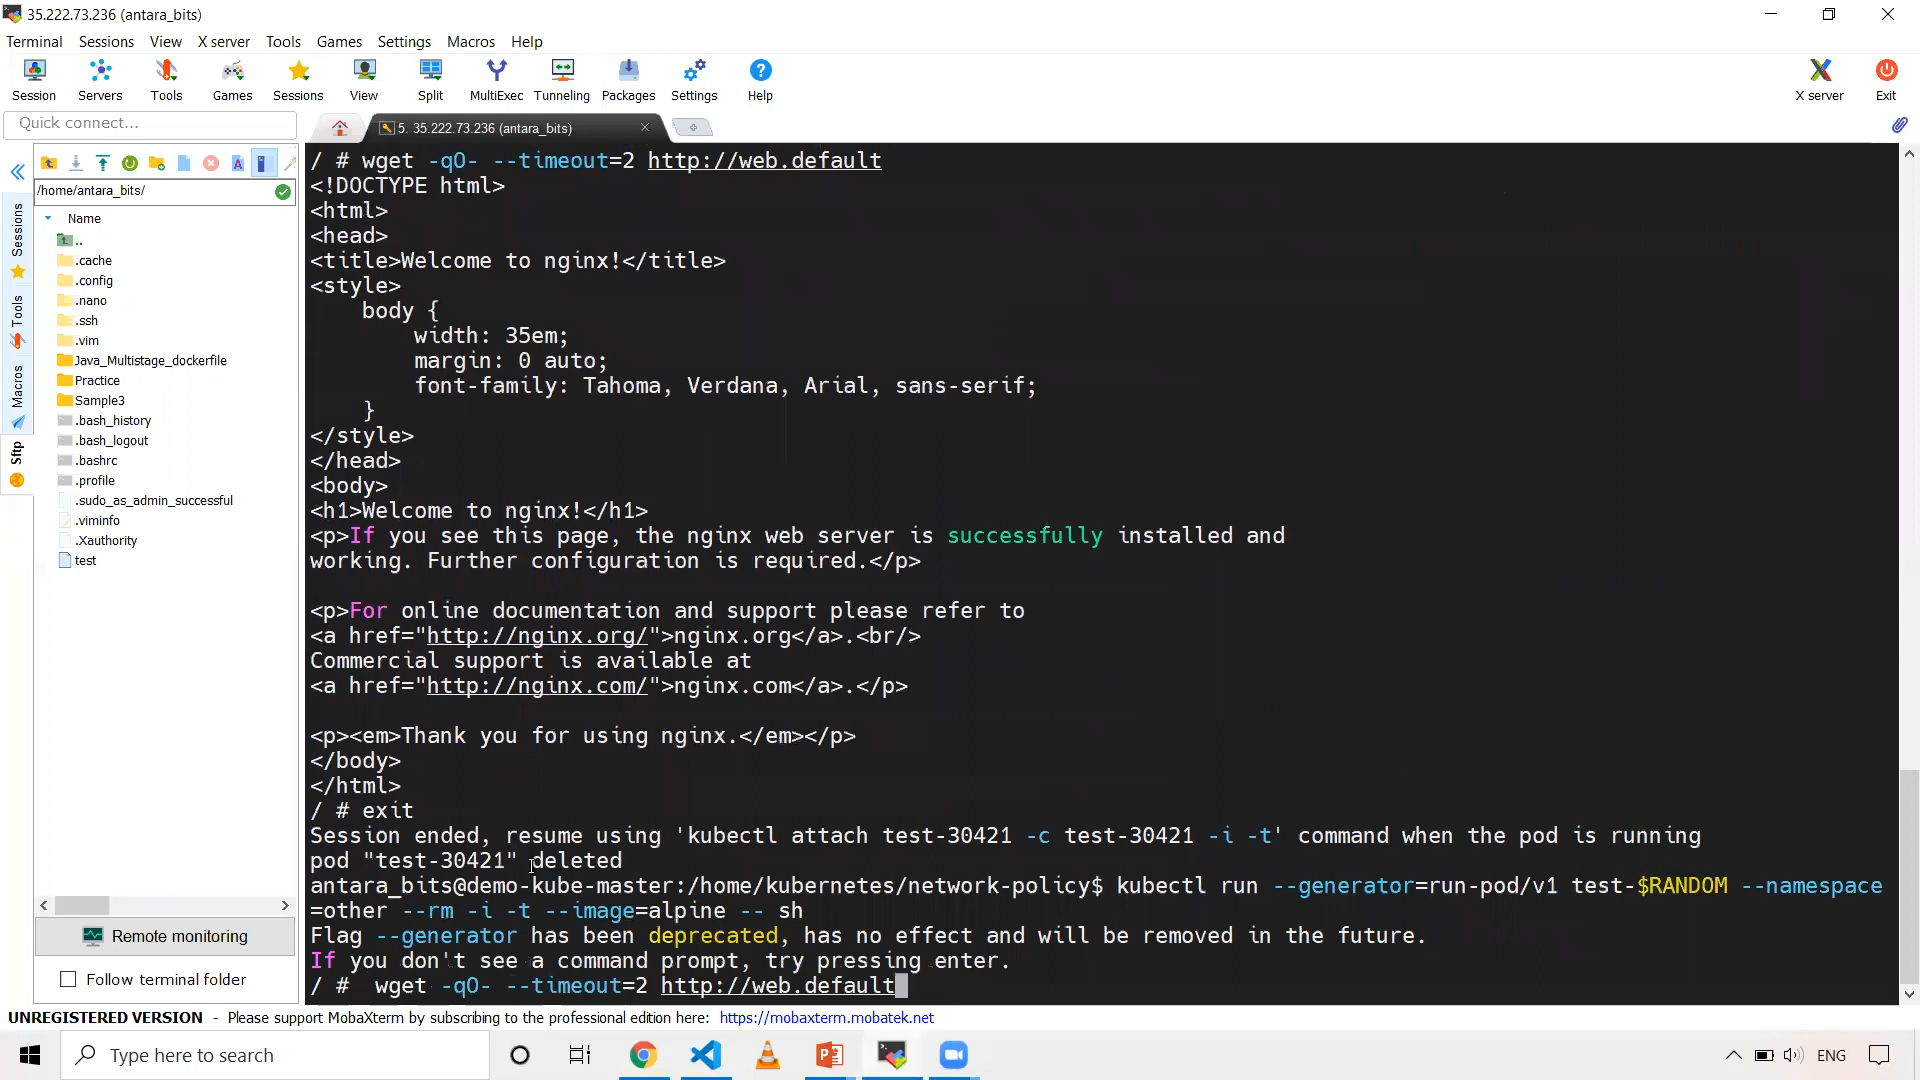 35.222.73.236 (antara_bits)
Terminal Sessions View X server Tools Games Settings Macros Help
Session Servers Tools Games Sessions View Split MultiExec Tunneling Packages Settings Help X server Exit
Quick connect...
5. 35.222.73.236 (antara_bits)
/home/antara_bits/
Name
..
.cache
.config
.nano
.ssh
.vim
Java_Multistage_dockerfile
Practice
Sample3
.bash_history
.bash_logout
.bashrc
.profile
.sudo_as_admin_successful
.viminfo
.Xauthority
test
Sessions
Tools
Macros
Sftp
Remote monitoring
Follow terminal folder
/ # wget -qO- --timeout=2 http://web.default
<!DOCTYPE html>
<html>
<head>
<title>Welcome to nginx!</title>
<style>
    body {
        width: 35em;
        margin: 0 auto;
        font-family: Tahoma, Verdana, Arial, sans-serif;
    }
</style>
</head>
<body>
<h1>Welcome to nginx!</h1>
<p>If you see this page, the nginx web server is successfully installed and
working. Further configuration is required.</p>
<p>For online documentation and support please refer to
<a href="http://nginx.org/">nginx.org</a>.<br/>
Commercial support is available at
<a href="http://nginx.com/">nginx.com</a>.</p>
<p><em>Thank you for using nginx.</em></p>
</body>
</html>
/ # exit
Session ended, resume using 'kubectl attach test-30421 -c test-30421 -i -t' command when the pod is running
pod "test-30421" deleted
antara_bits@demo-kube-master:/home/kubernetes/network-policy$ kubectl run --generator=run-pod/v1 test-$RANDOM --namespace
=other --rm -i -t --image=alpine -- sh
Flag --generator has been deprecated, has no effect and will be removed in the future.
If you don't see a command prompt, try pressing enter.
/ #  wget -qO- --timeout=2 http://web.default
UNREGISTERED VERSION - Please support MobaXterm by subscribing to the professional edition here: https://mobaxterm.mobatek.net
Type here to search
ENG